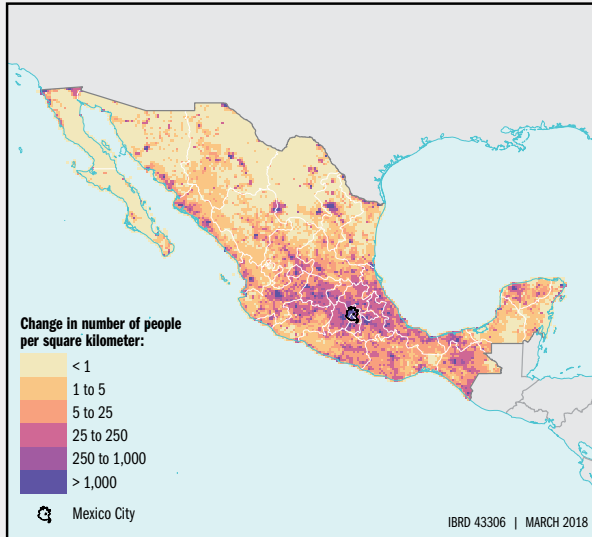 Change in number of people
per square kilometer:
< 1
1 to 5
5 to 25
25 to 250
250 to 1,000
> 1,000
Mexico City
IBRD 43306 | MARCH 2018